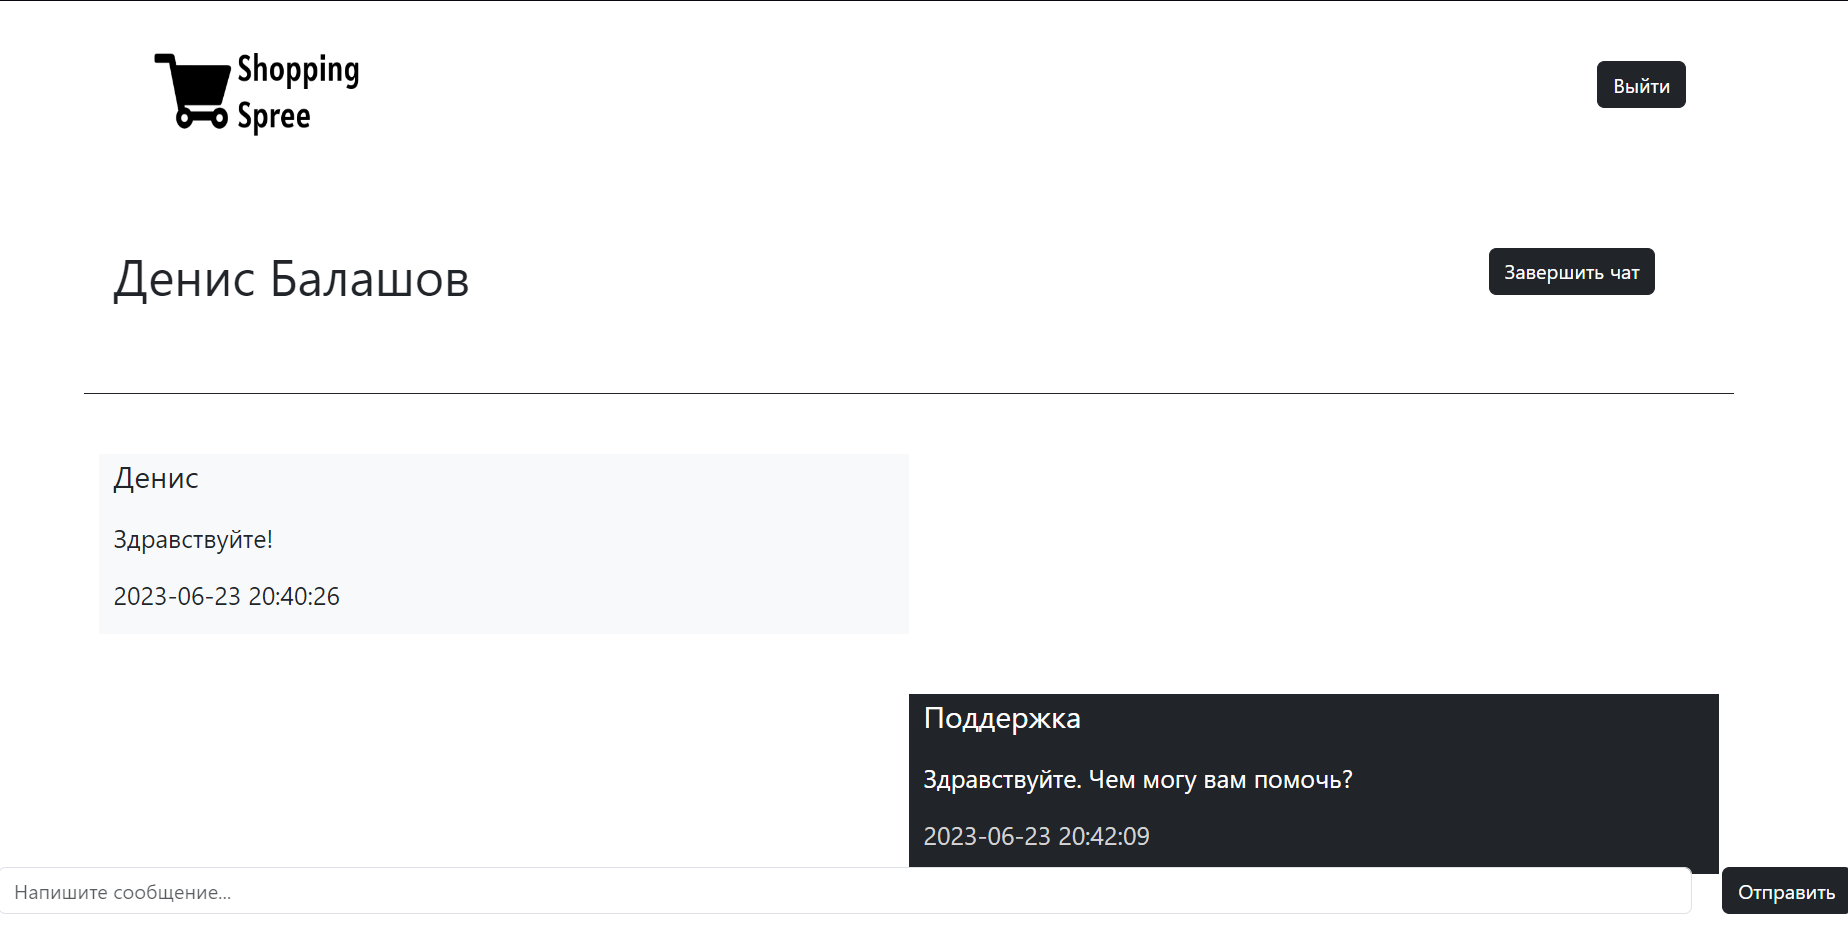 Shopping
Spree
Выйти
Денис Балашов
Завершить чат
Денис
Здравствуйте!
2023-06-23 20:40:26
Поддержка
Здравствуйте. Чем могу вам помочь?
2023-06-23 20:42:09
Напишите сообщение...
Отправить